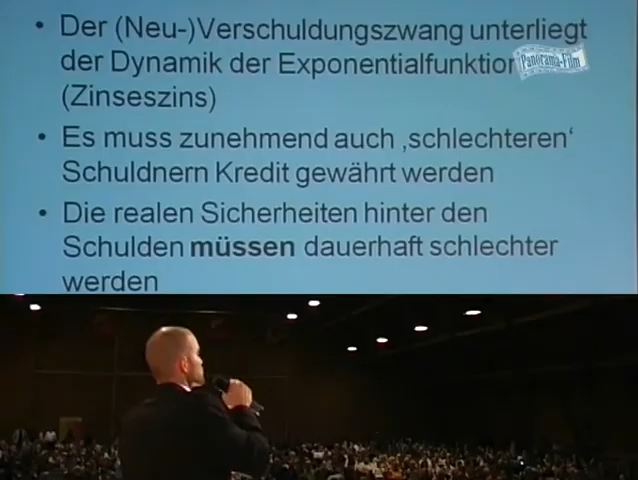 • Der (Neu-)Verschuldungszwang unterliegt
der Dynamik der Exponentialfunktion
(Zinseszins)
Panorama-Film
• Es muss zunehmend auch ‚schlechteren‘
Schuldnern Kredit gewährt werden
• Die realen Sicherheiten hinter den
Schulden müssen dauerhaft schlechter
werden